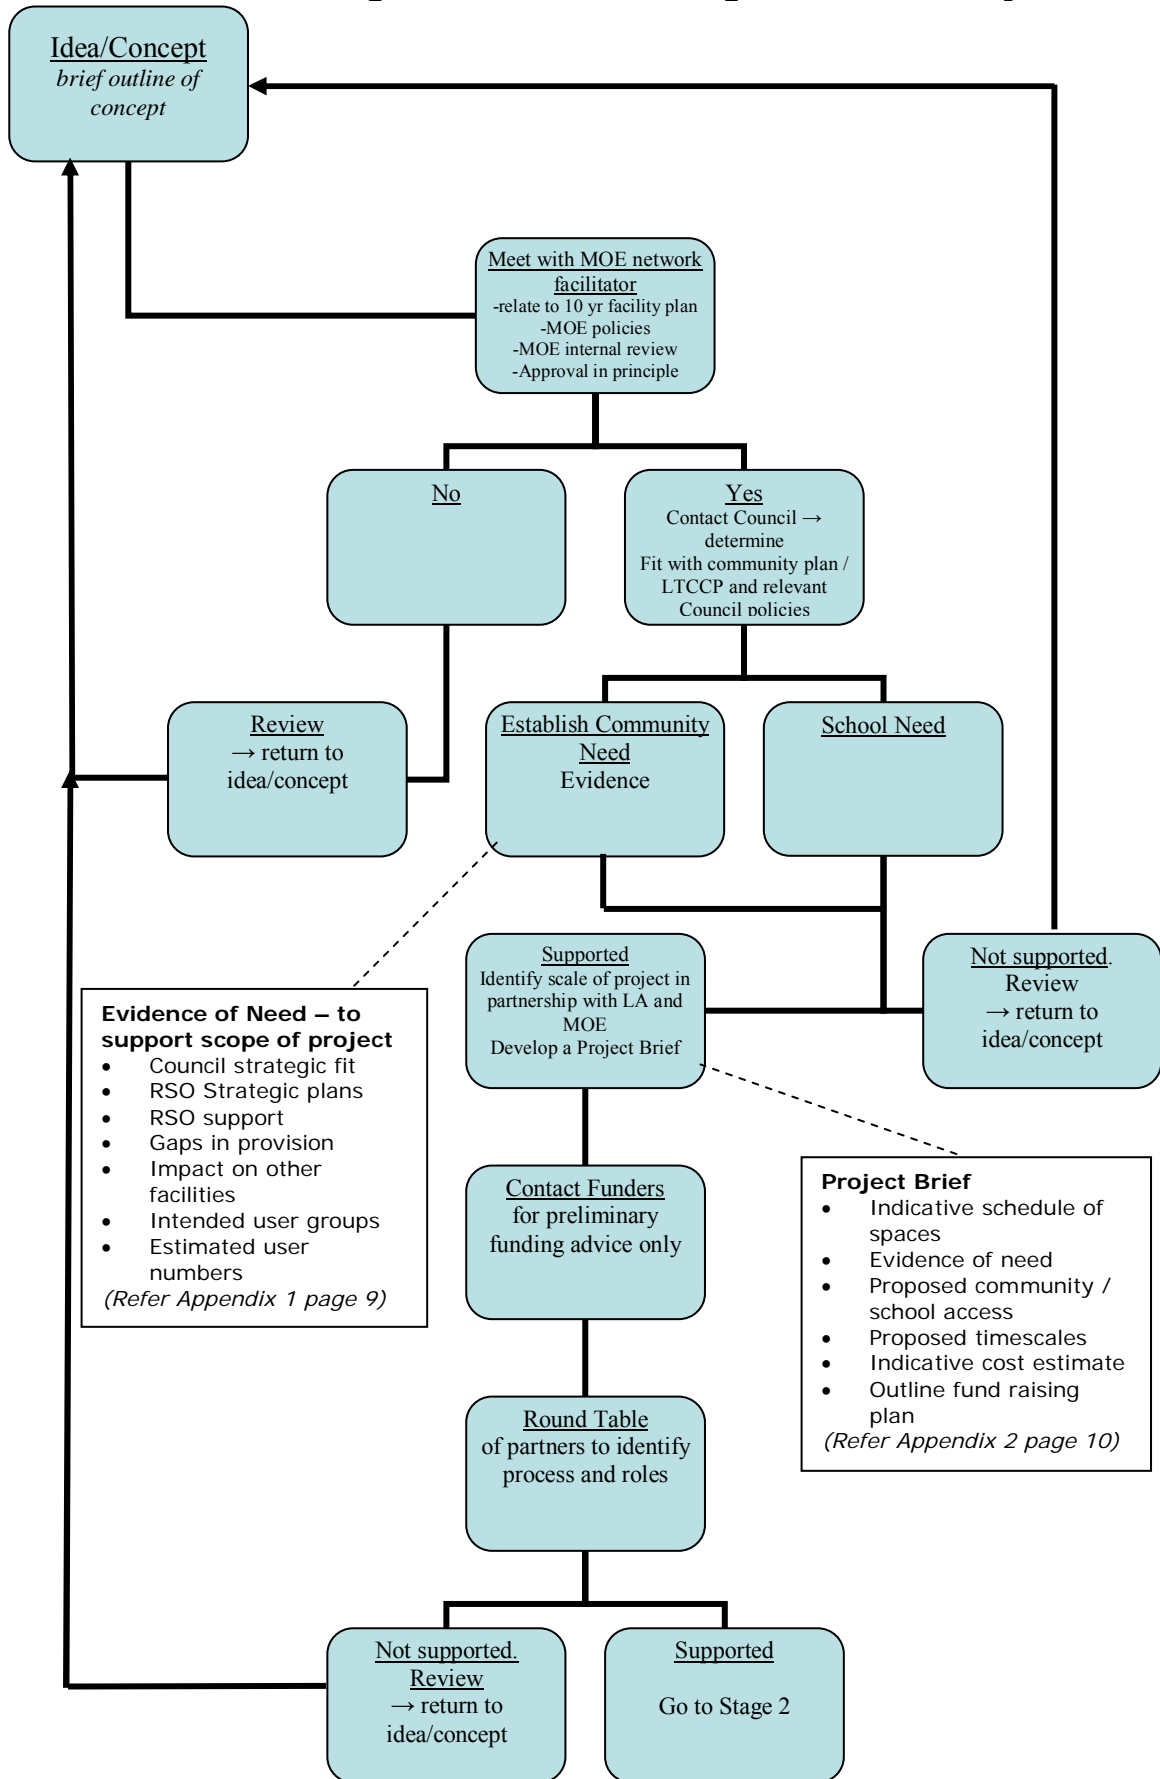 Idea/Concept
brief outline of
concept
Meet with MOE network
facilitator
-relate to 10 yr facility plan
-MOE policies
-MOE internal review
-Approval in principle
No
Yes
Contact Council →
determine
Fit with community plan /
LTCCP and relevant
Council policies
Review
→ return to
idea/concept
Establish Community
Need
Evidence
School Need
Supported
Identify scale of project in
partnership with LA and
MOE
Develop a Project Brief
Not supported.
Review
→ return to
idea/concept
Evidence of Need – to
support scope of project
• Council strategic fit
• RSO Strategic plans
• RSO support
• Gaps in provision
• Impact on other
facilities
• Intended user groups
• Estimated user
numbers
(Refer Appendix 1 page 9)
Contact Funders
for preliminary
funding advice only
Project Brief
• Indicative schedule of
spaces
• Evidence of need
• Proposed community /
school access
• Proposed timescales
• Indicative cost estimate
• Outline fund raising
plan
(Refer Appendix 2 page 10)
Round Table
of partners to identify
process and roles
Not supported.
Review
→ return to
idea/concept
Supported
Go to Stage 2